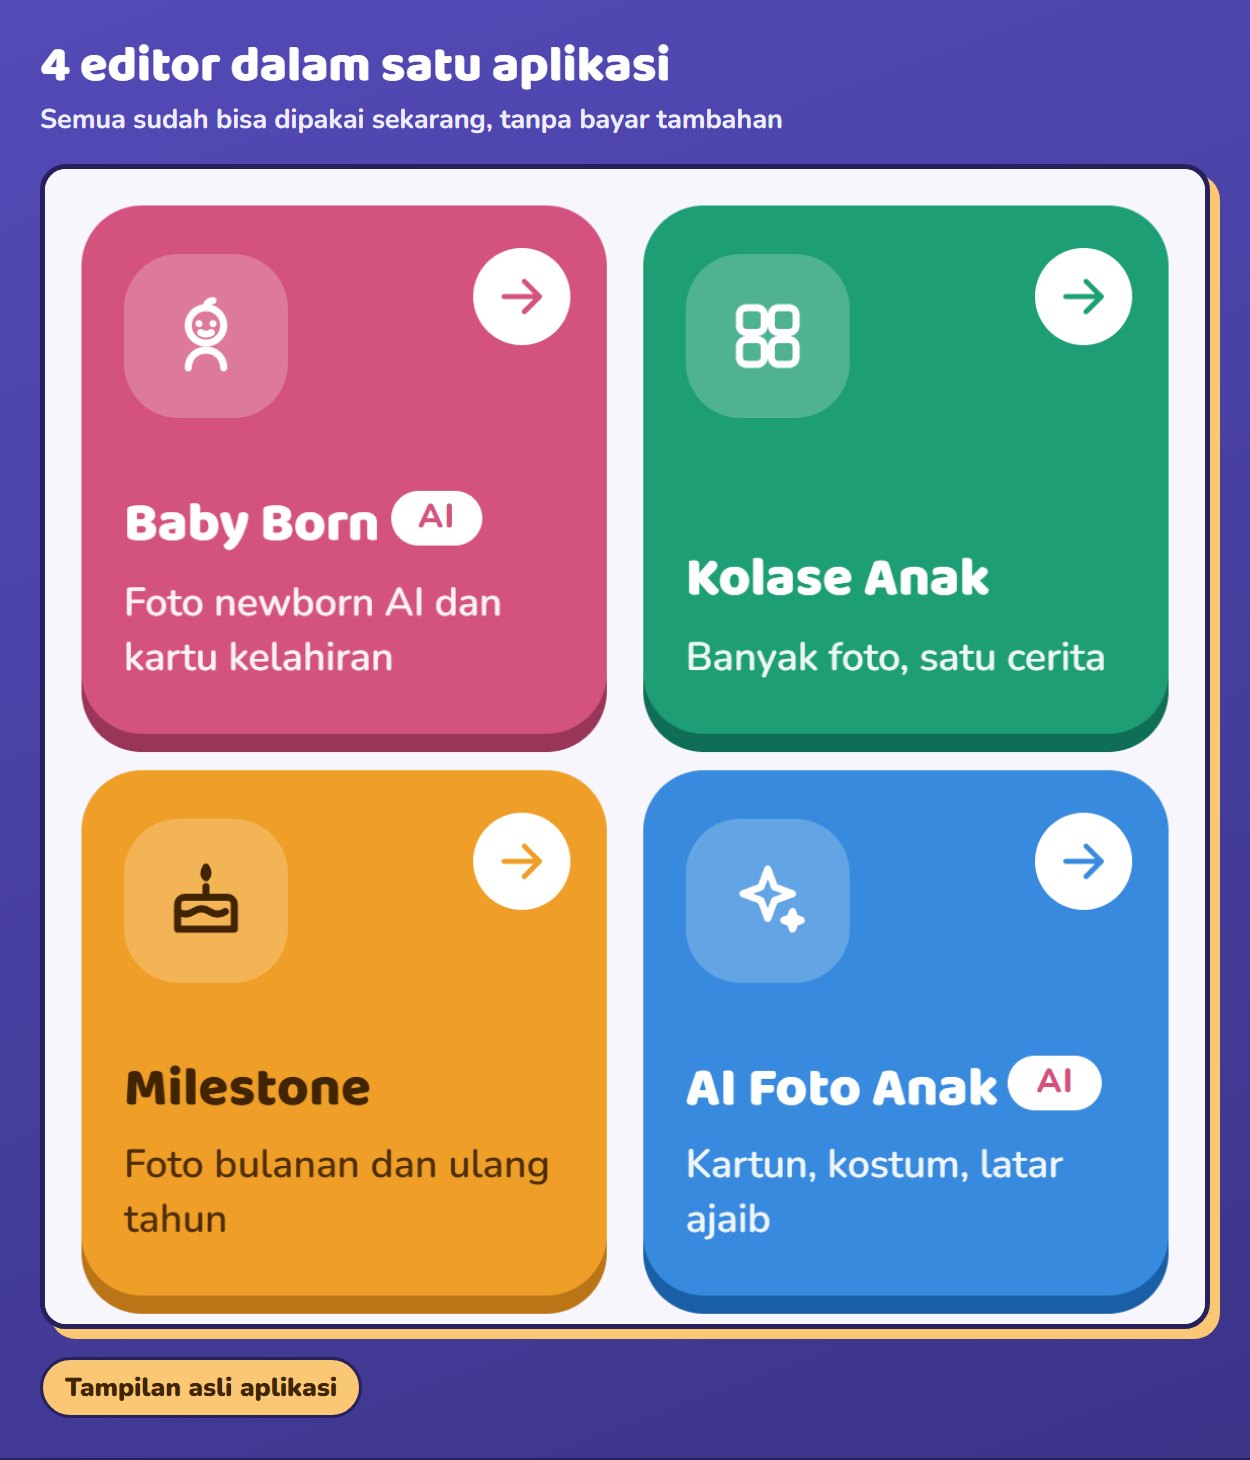 4 editor dalam satu aplikasi
Semua sudah bisa dipakai sekarang, tanpa bayar tambahan
Baby Born AI
Foto newborn AI dan
kartu kelahiran
Kolase Anak
Banyak foto, satu cerita
Milestone
Foto bulanan dan ulang
tahun
AI Foto Anak AI
Kartun, kostum, latar
ajaib
Tampilan asli aplikasi